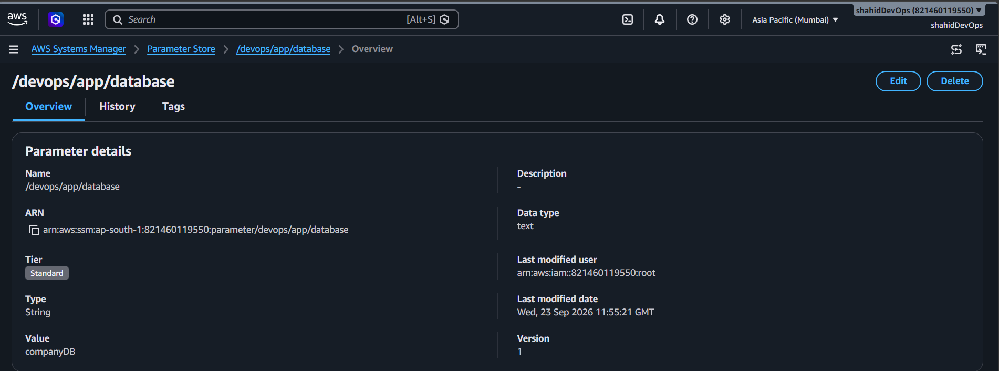 aws
Search [Alt+S]
Asia Pacific (Mumbai) ▼
shahidDevOps (821460119550) ▼
shahidDevOps
AWS Systems Manager > Parameter Store > /devops/app/database > Overview
/devops/app/database
Edit
Delete
Overview
History
Tags
Parameter details
Name
/devops/app/database
Description
-
ARN
arn:aws:ssm:ap-south-1:821460119550:parameter/devops/app/database
Data type
text
Tier
Standard
Last modified user
arn:aws:iam::821460119550:root
Type
String
Last modified date
Wed, 23 Sep 2026 11:55:21 GMT
Value
companyDB
Version
1